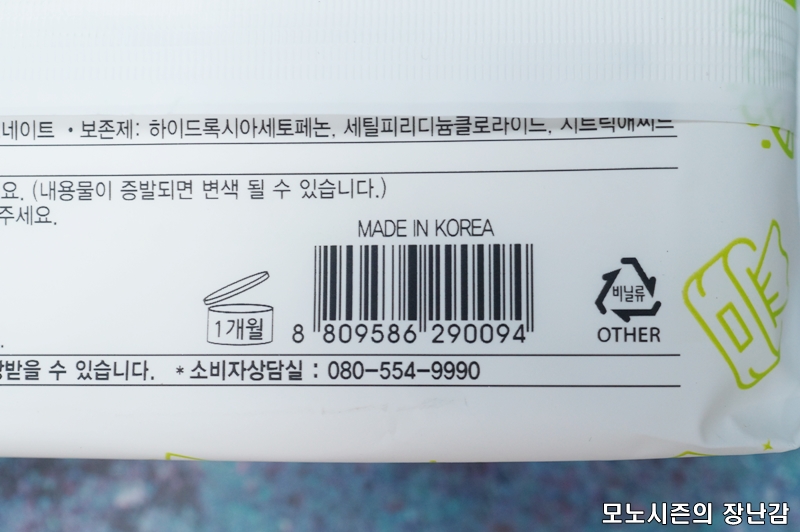 네이트 • 보존제: 하이드록시아세토페논, 세틸피리디늄클로라이드, 시트릭애씨드
요. (내용물이 증발되면 변색 될 수 있습니다.)
주세요.
MADE IN KOREA
1개월
8 809586 290094
비닐류
OTHER
받을 수 있습니다. *소비자상담실 : 080-554-9990
모노시즌의 장난감